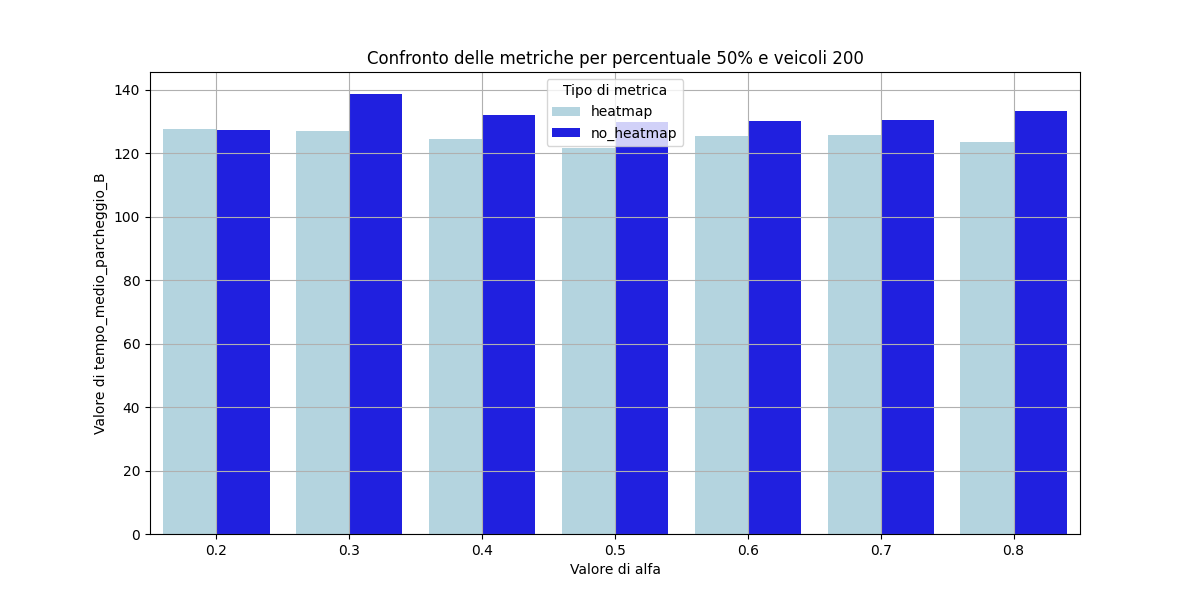 Confronto delle metriche per percentuale 50% e veicoli 200
Tipo di metrica
heatmap
no_heatmap
Valore di tempo_medio_parcheggio_B
140
120
100
80
60
40
20
0
0.2 0.3 0.4 0.5 0.6 0.7 0.8
Valore di alfa